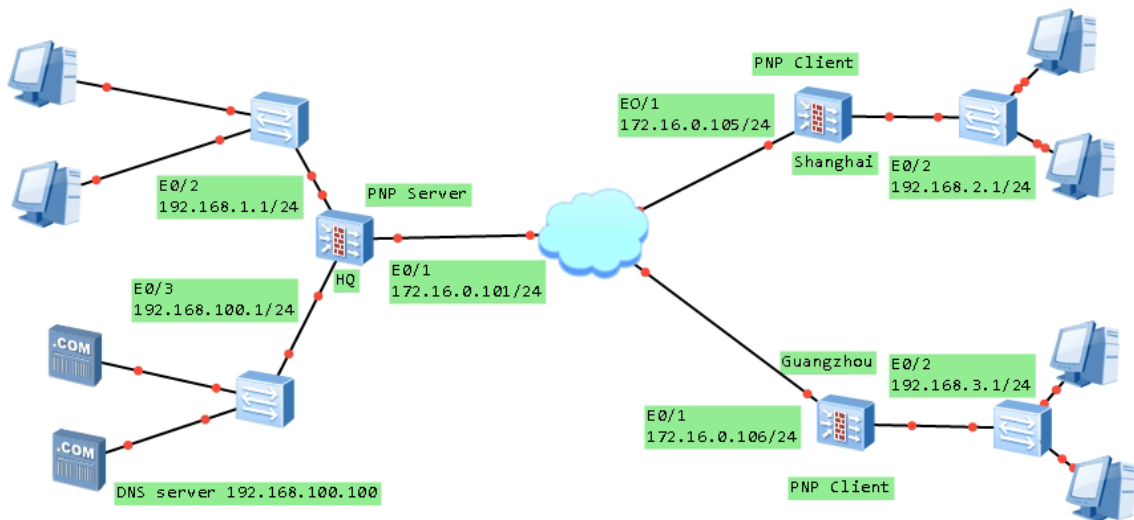 PNP Client
EO/1
172.16.0.105/24
Shanghai
E0/2
192.168.2.1/24
E0/2
192.168.1.1/24
PNP Server
HQ
E0/1
172.16.0.101/24
E0/3
192.168.100.1/24
.COM
.COM
DNS server 192.168.100.100
Guangzhou
E0/2
192.168.3.1/24
E0/1
172.16.0.106/24
PNP Client